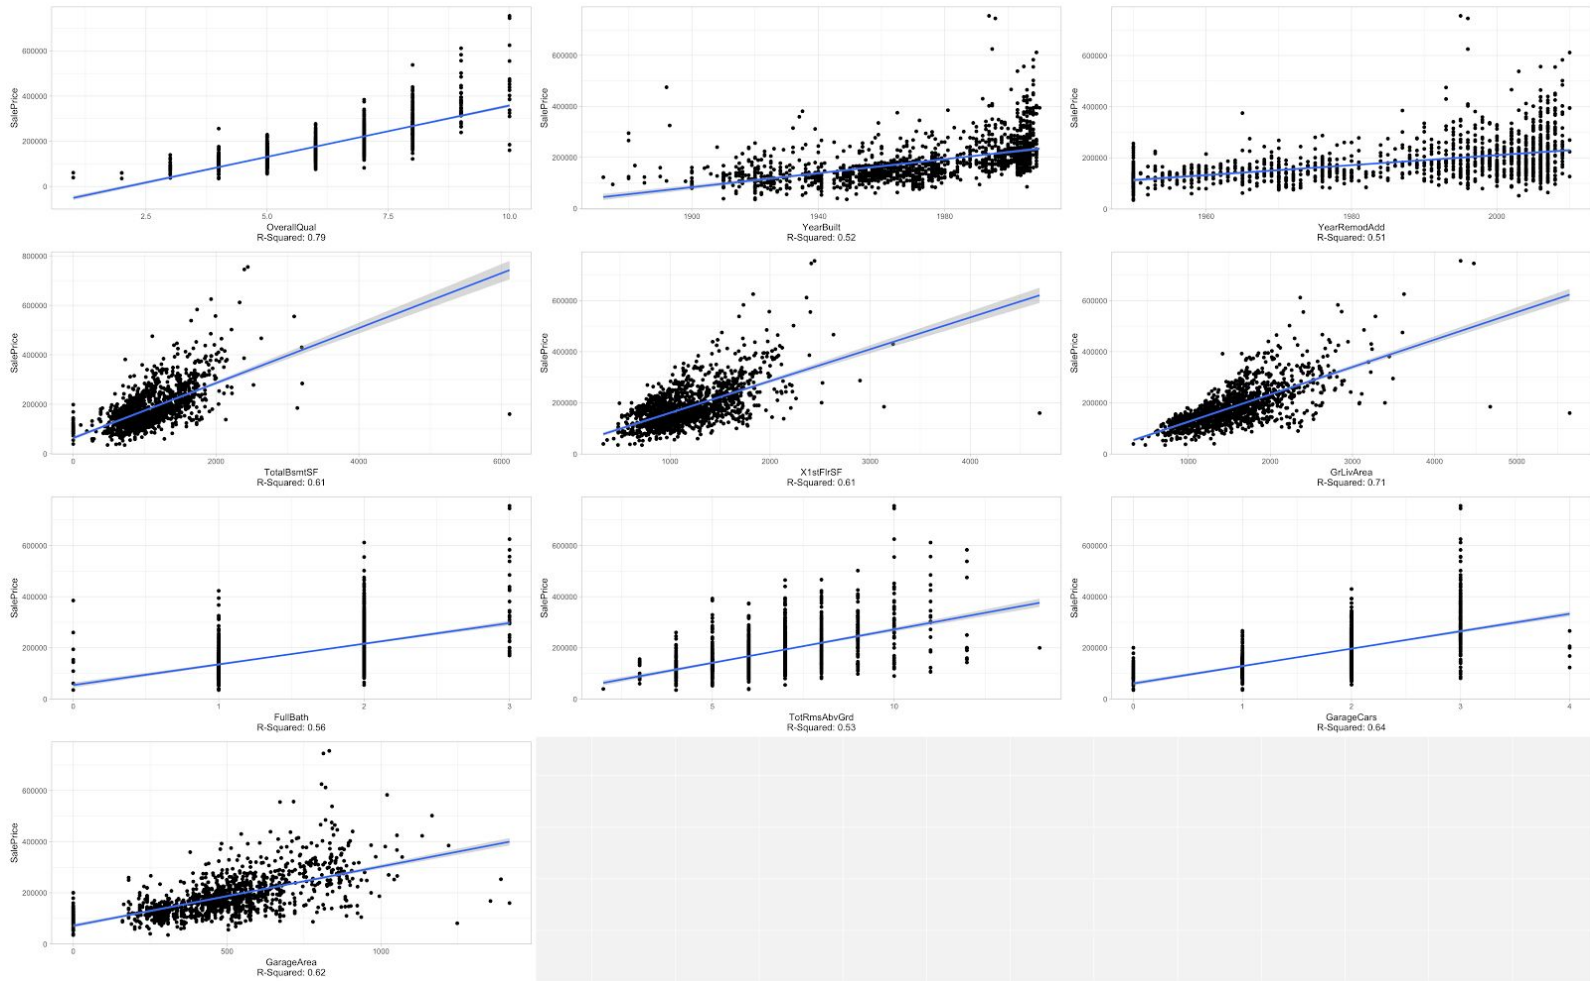 SalePrice
600000
400000
200000
0
2.5
5.0
7.5
10.0
OverallQual
R-Squared: 0.79
SalePrice
600000
400000
200000
0
1900
1940
1980
YearBuilt
R-Squared: 0.52
SalePrice
600000
400000
200000
0
1960
1980
2000
YearRemodAdd
R-Squared: 0.51
SalePrice
800000
600000
400000
200000
0
0
2000
4000
6000
TotalBsmtSF
R-Squared: 0.61
SalePrice
600000
400000
200000
0
1000
2000
3000
4000
X1stFlrSF
R-Squared: 0.61
SalePrice
600000
400000
200000
0
1000
2000
3000
4000
5000
GrLivArea
R-Squared: 0.71
SalePrice
600000
400000
200000
0
0
1
2
3
FullBath
R-Squared: 0.56
SalePrice
600000
400000
200000
0
5
10
TotRmsAbvGrd
R-Squared: 0.53
SalePrice
600000
400000
200000
0
0
1
2
3
4
GarageCars
R-Squared: 0.64
SalePrice
600000
400000
200000
0
0
500
1000
GarageArea
R-Squared: 0.62